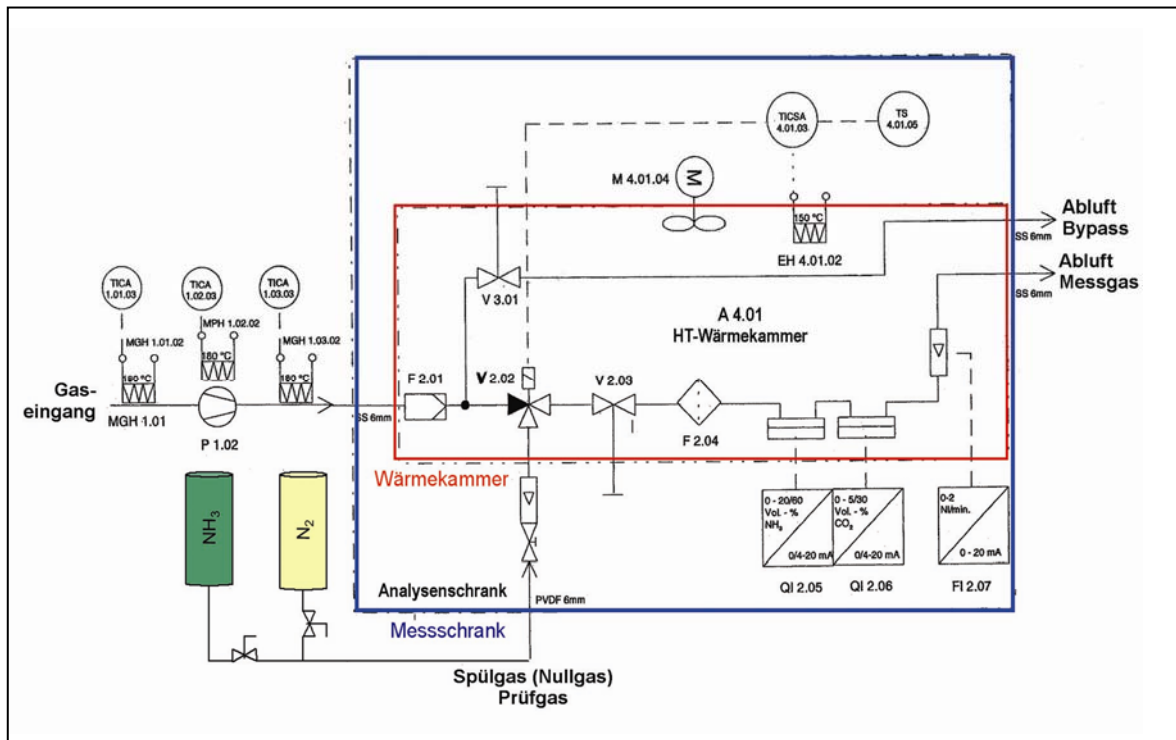 TICSA
4.01.03
TS
4.01.05
M 4.01.04
M
150 °C
EH 4.01.02
Abluft
Bypass
SS 6mm
Abluft
Messgas
SS 6mm
TICA
1.01.03
TICA
1.02.03
TICA
1.03.03
MGH 1.01.02
MPH 1.02.02
MGH 1.03.02
180 °C
180 °C
180 °C
Gas-
eingang
MGH 1.01
P 1.02
SS 6mm
V 3.01
A 4.01
HT-Wärmekammer
F 2.01
V 2.02
V 2.03
F 2.04
Wärmekammer
NH3
N2
0 - 20/60
Vol. - %
NH3
0/4-20 mA
QI 2.05
0 - 5/30
Vol. - %
CO2
0/4-20 mA
QI 2.06
0-2
Nl/min.
0 - 20 mA
FI 2.07
Analysenschrank
PVDF 6mm
Messschrank
Spülgas (Nullgas)
Prüfgas